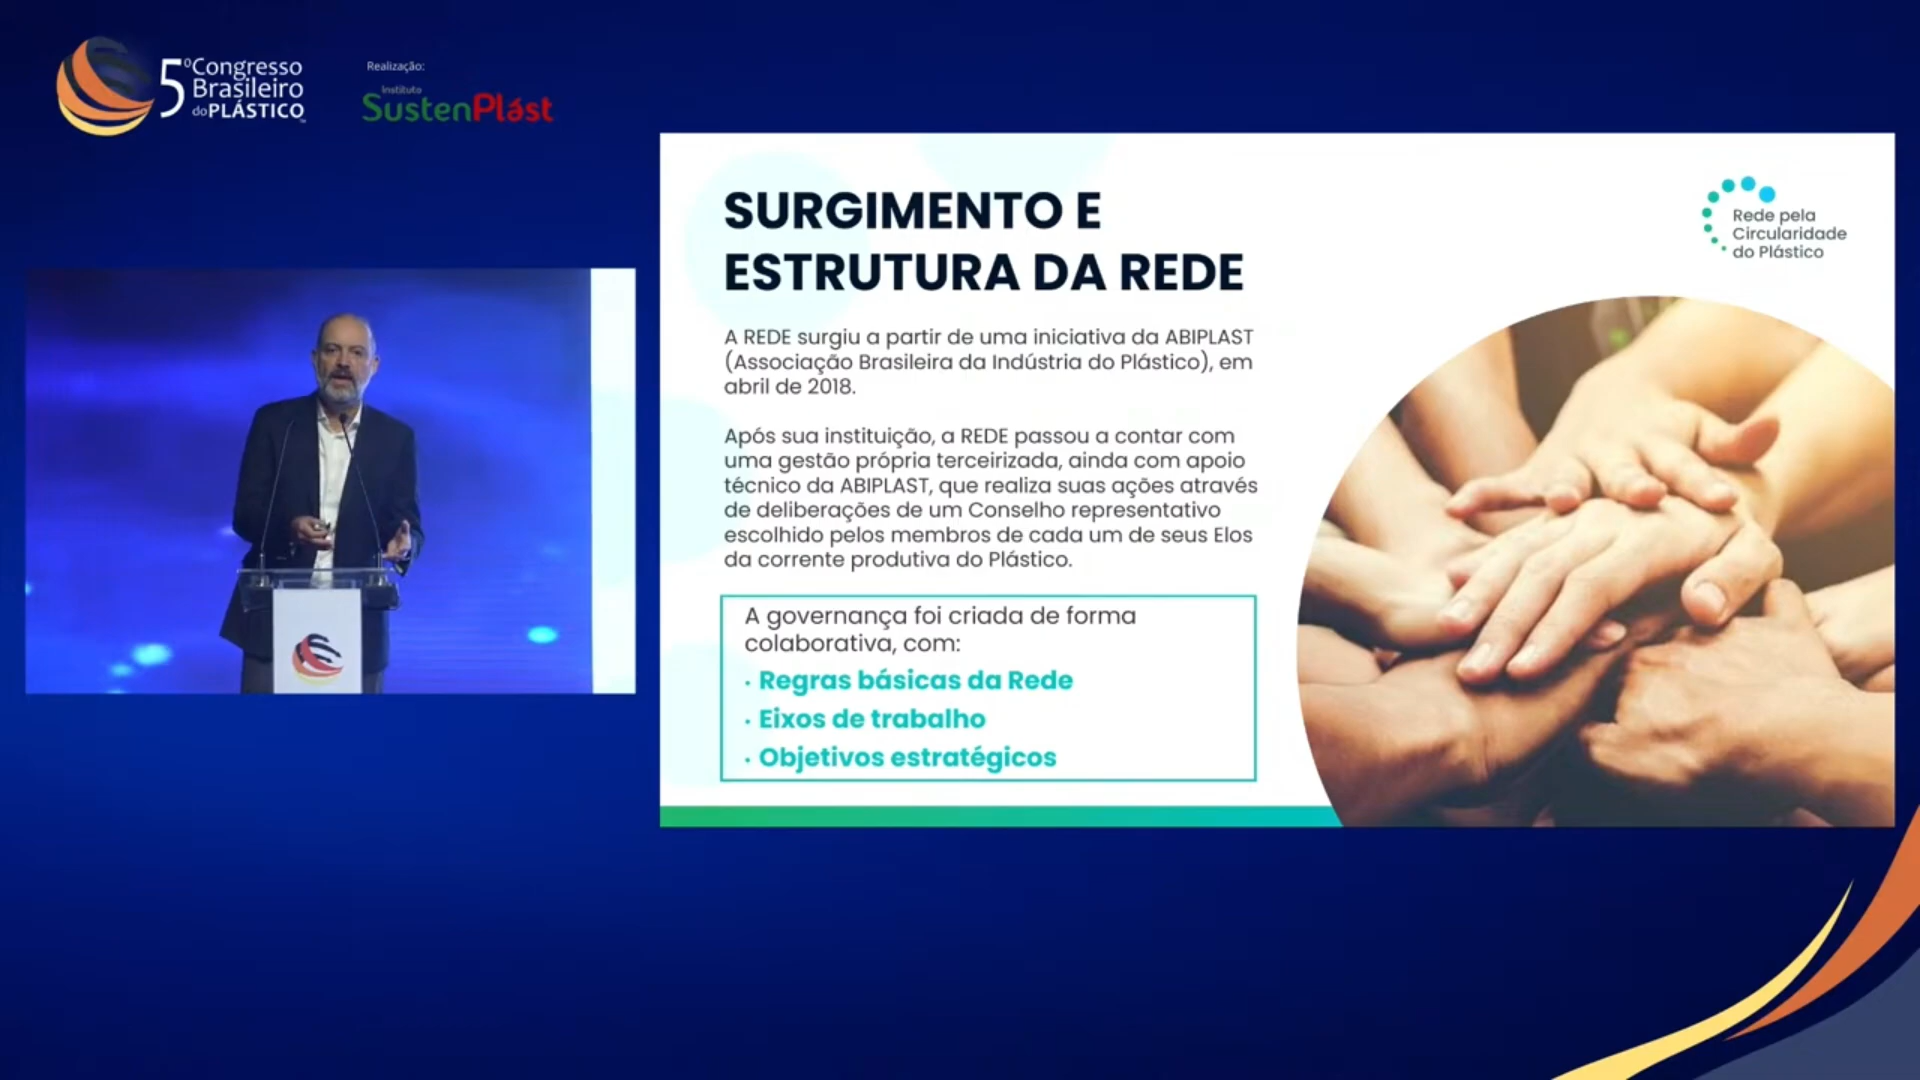 5º Congresso
Brasileiro
do PLÁSTICO
Realização:
Instituto
SustenPlást
SURGIMENTO E
ESTRUTURA DA REDE
Rede pela
Circularidade
do Plástico
A REDE surgiu a partir de uma iniciativa da ABIPLAST
(Associação Brasileira da Indústria do Plástico), em
abril de 2018.
Após sua instituição, a REDE passou a contar com
uma gestão própria terceirizada, ainda com apoio
técnico da ABIPLAST, que realiza suas ações através
de deliberações de um Conselho representativo
escolhido pelos membros de cada um de seus Elos
da corrente produtiva do Plástico.
A governança foi criada de forma
colaborativa, com:
· Regras básicas da Rede
· Eixos de trabalho
· Objetivos estratégicos